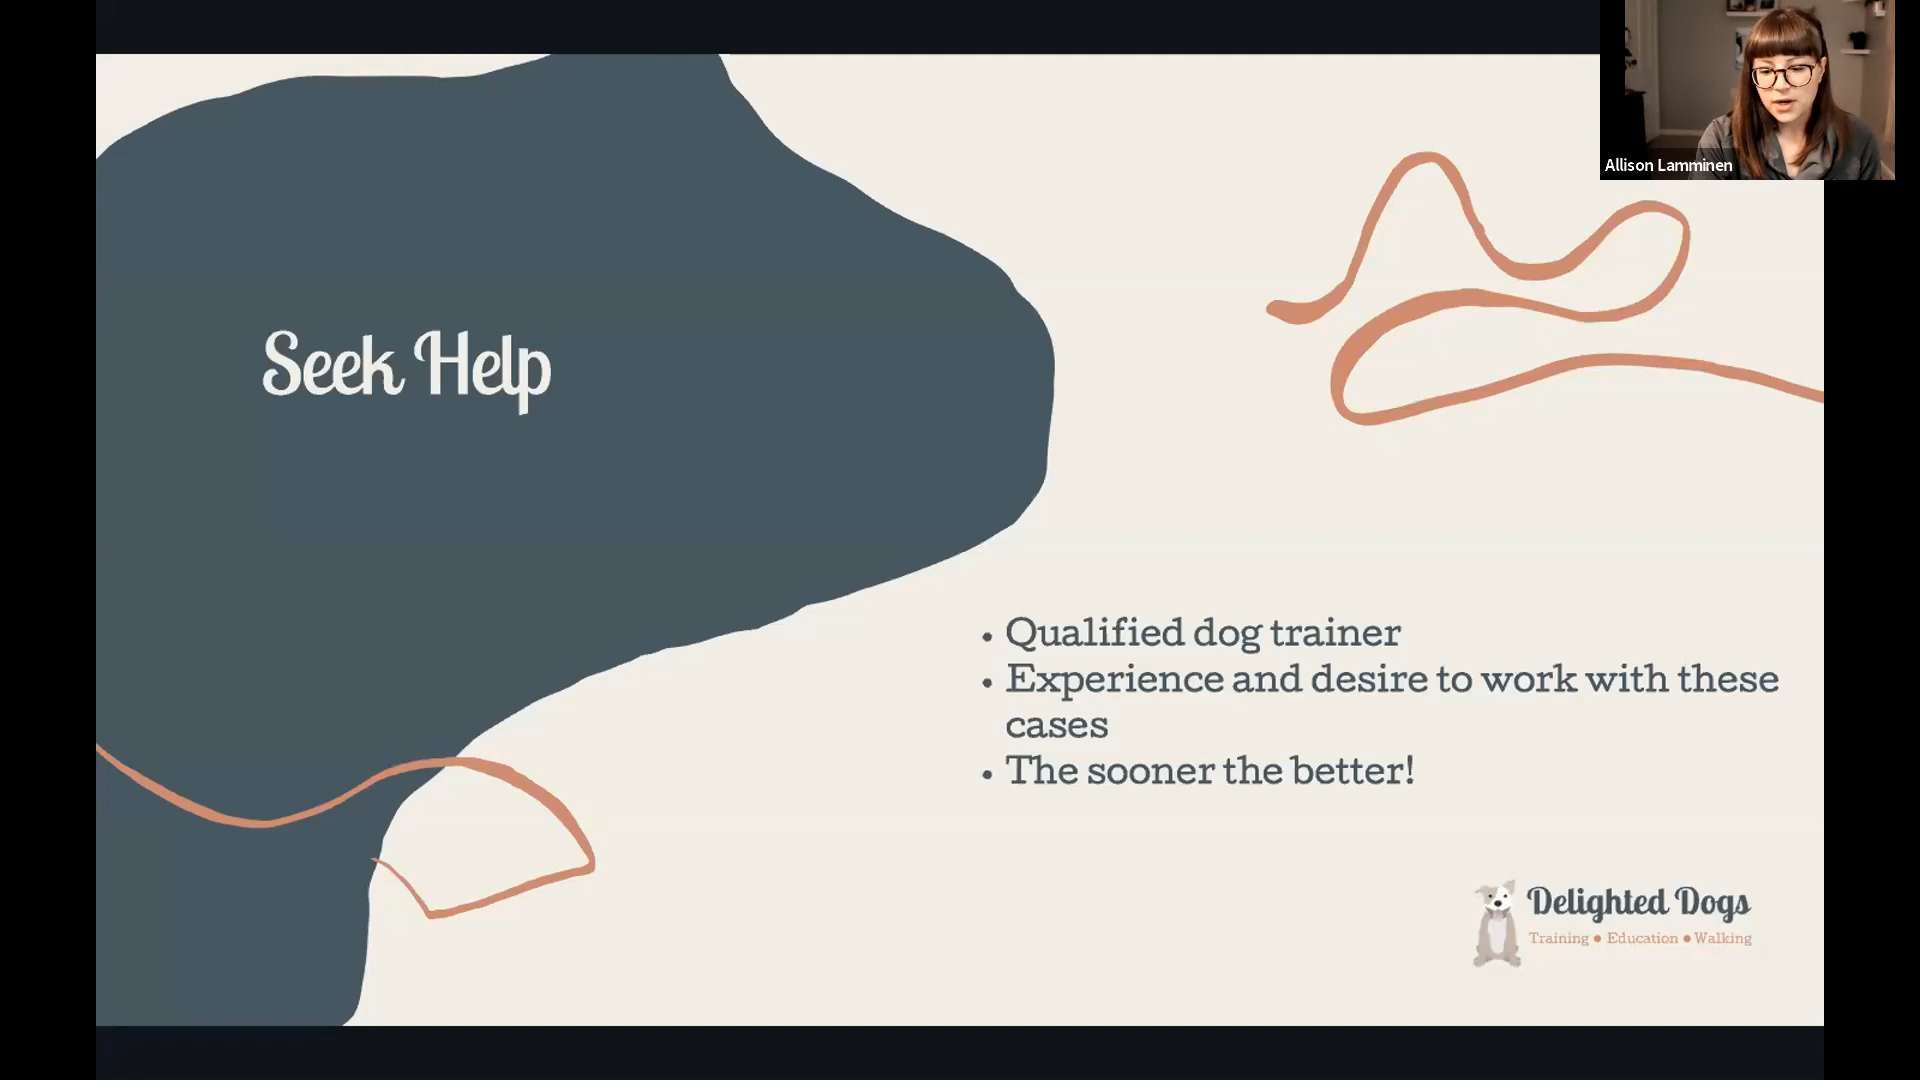 Allison Lamminen
Seek Help
• Qualified dog trainer
• Experience and desire to work with these
cases
• The sooner the better!
Delighted Dogs
Training • Education • Walking